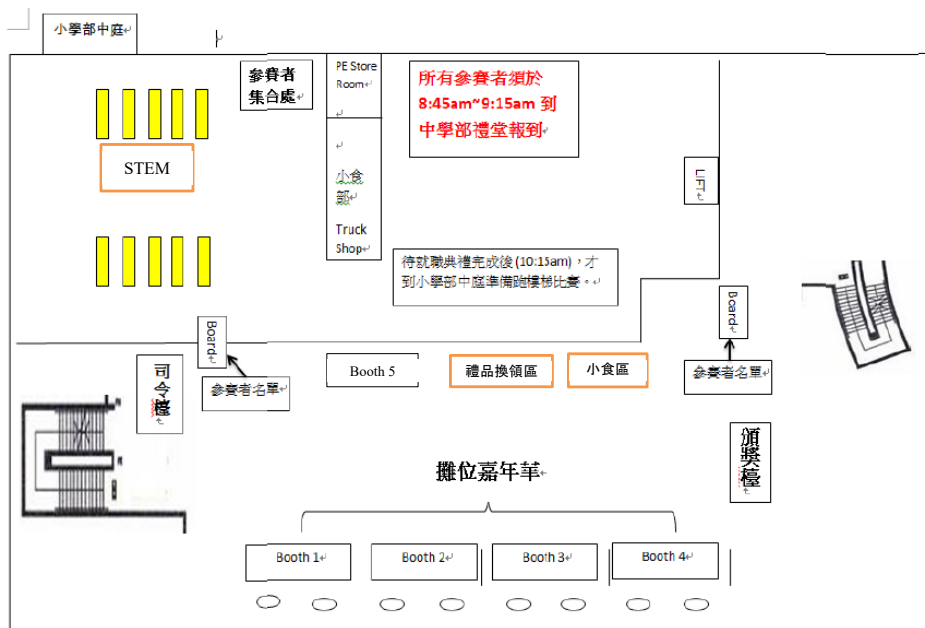 小學部中庭
參賽者
集合處
PE Store
Room
所有參賽者須於
8:45am~9:15am 到
中學部禮堂報到
STEM
小食
部
Truck
Shop
LIFT
待就職典禮完成後 (10:15am)，才
到小學部中庭準備跑樓梯比賽。
Board
Board
司令檯
參賽者名單
Booth 5
禮品換領區
小食區
參賽者名單
頒獎檯
攤位嘉年華
Booth 1
Booth 2
Booth 3
Booth 4